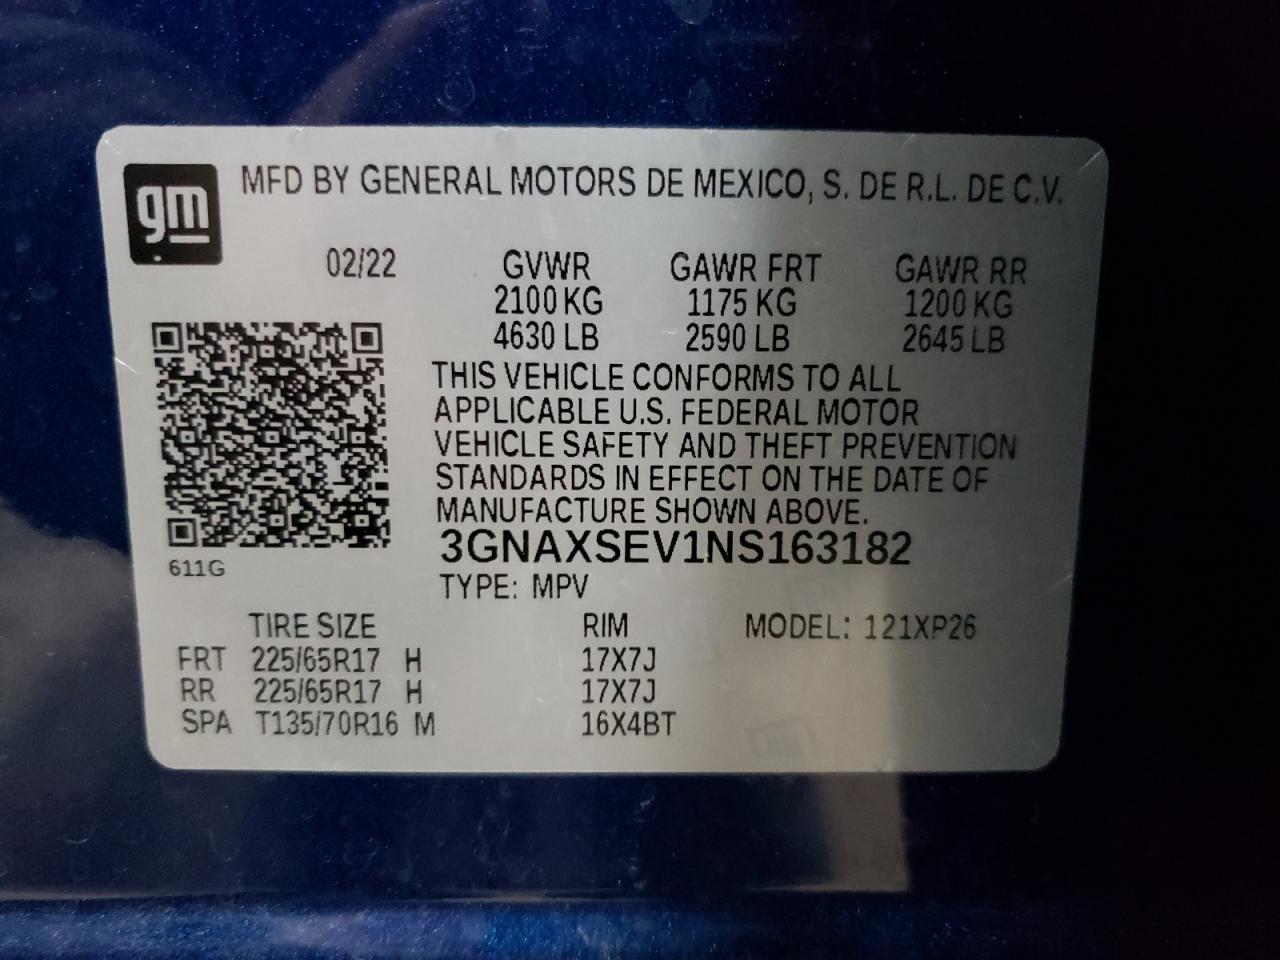 gm
MFD BY GENERAL MOTORS DE MEXICO, S. DE R.L. DE C.V.
02/22 GVWR GAWR FRT GAWR RR
2100 KG 1175 KG 1200 KG
4630 LB 2590 LB 2645 LB
THIS VEHICLE CONFORMS TO ALL
APPLICABLE U.S. FEDERAL MOTOR
VEHICLE SAFETY AND THEFT PREVENTION
STANDARDS IN EFFECT ON THE DATE OF
MANUFACTURE SHOWN ABOVE.
3GNAXSEV1NS163182
611G
TYPE: MPV
TIRE SIZE RIM MODEL: 121XP26
FRT 225/65R17 H 17X7J
RR 225/65R17 H 17X7J
SPA T135/70R16 M 16X4BT